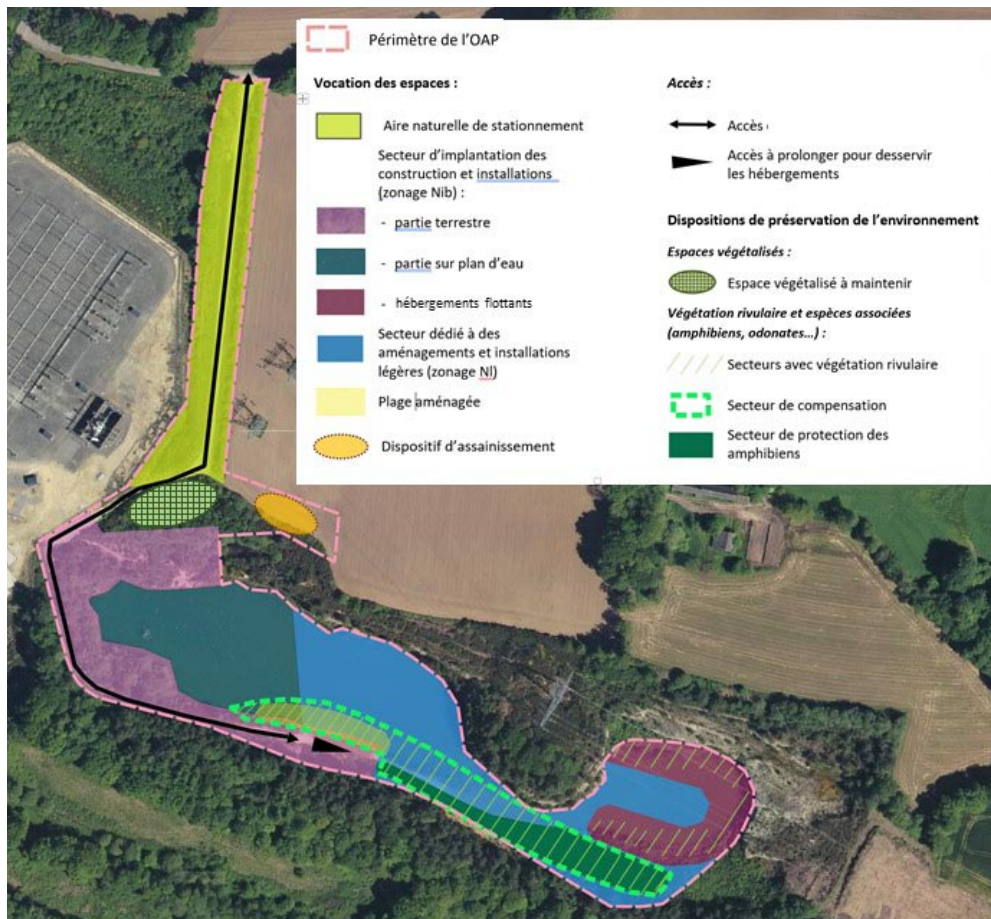 Périmètre de l'OAP
Vocation des espaces :
Aire naturelle de stationnement
Secteur d'implantation des
construction et installations
(zonage Nib) :
- partie terrestre
- partie sur plan d'eau
- hébergements flottants
Secteur dédié à des
aménagements et installations
légères (zonage Nl)
Plage aménagée
Dispositif d'assainissement
Accès :
Accès
Accès à prolonger pour desservir
les hébergements
Dispositions de préservation de l'environnement
Espaces végétalisés :
Espace végétalisé à maintenir
Végétation rivulaire et espèces associées
(amphibiens, odonates...) :
Secteurs avec végétation rivulaire
Secteur de compensation
Secteur de protection des
amphibiens